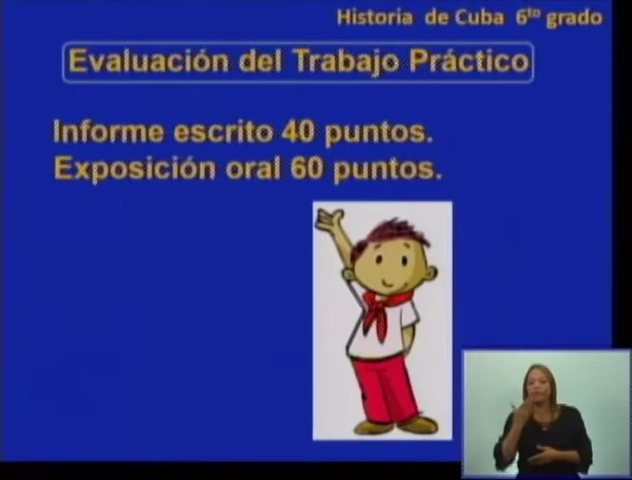 Historia de Cuba 6to grado
Evaluación del Trabajo Práctico
Informe escrito 40 puntos.
Exposición oral 60 puntos.